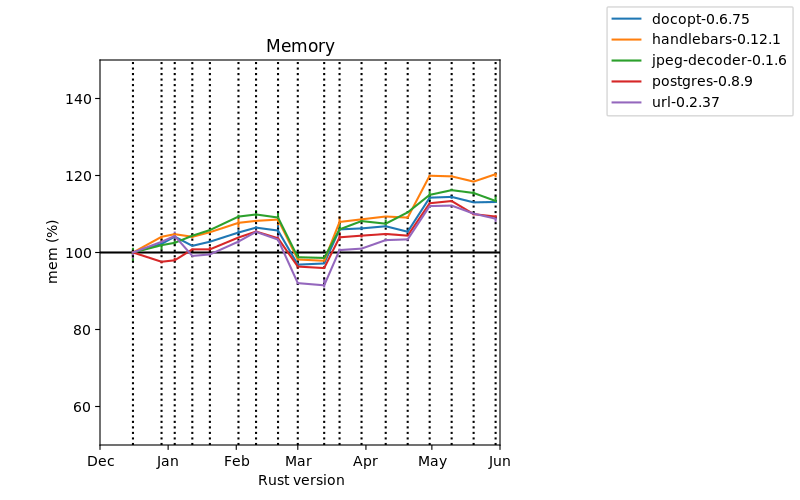 Memory
docopt-0.6.75
handlebars-0.12.1
jpeg-decoder-0.1.6
postgres-0.8.9
url-0.2.37
mem (%)
140
120
100
80
60
Dec Jan Feb Mar Apr May Jun
Rust version